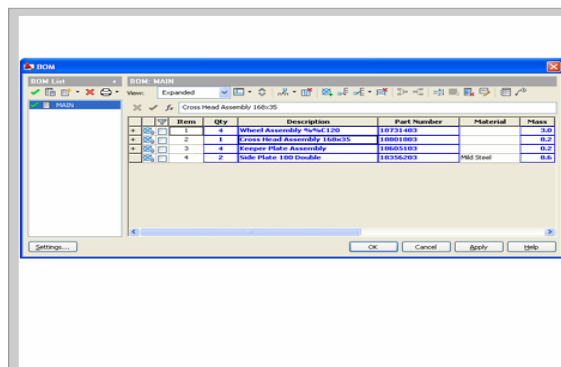 BOM
BOM List
BOM: MAIN
View: Expanded
MAIN
Cross Head Assembly 168x35
Item Qty Description Part Number Material Mass
1 4 Wheel Assembly %%C120 18731403 3.0
2 1 Cross Head Assembly 168x35 18801803 8.2
3 4 Keeper Plate Assembly 18605103 0.2
4 2 Side Plate 180 Double 18356203 Mild Steel 8.6
Settings... OK Cancel Apply Help